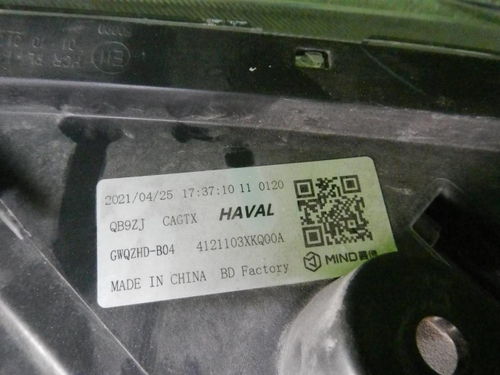 2021/04/25 17:37:10 11 0120
QB9ZJ CAGTX HAVAL
GWQZHD-B04 4121103XKQ00A
MADE IN CHINA BD Factory
MIND